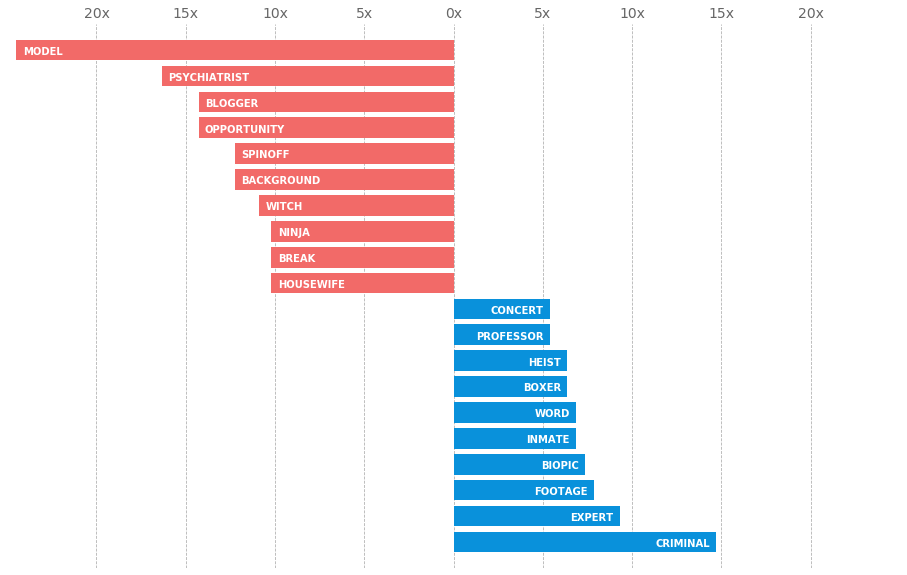 20x 15x 10x 5x 0x 5x 10x 15x 20x
MODEL
PSYCHIATRIST
BLOGGER
OPPORTUNITY
SPINOFF
BACKGROUND
WITCH
NINJA
BREAK
HOUSEWIFE
CONCERT
PROFESSOR
HEIST
BOXER
WORD
INMATE
BIOPIC
FOOTAGE
EXPERT
CRIMINAL